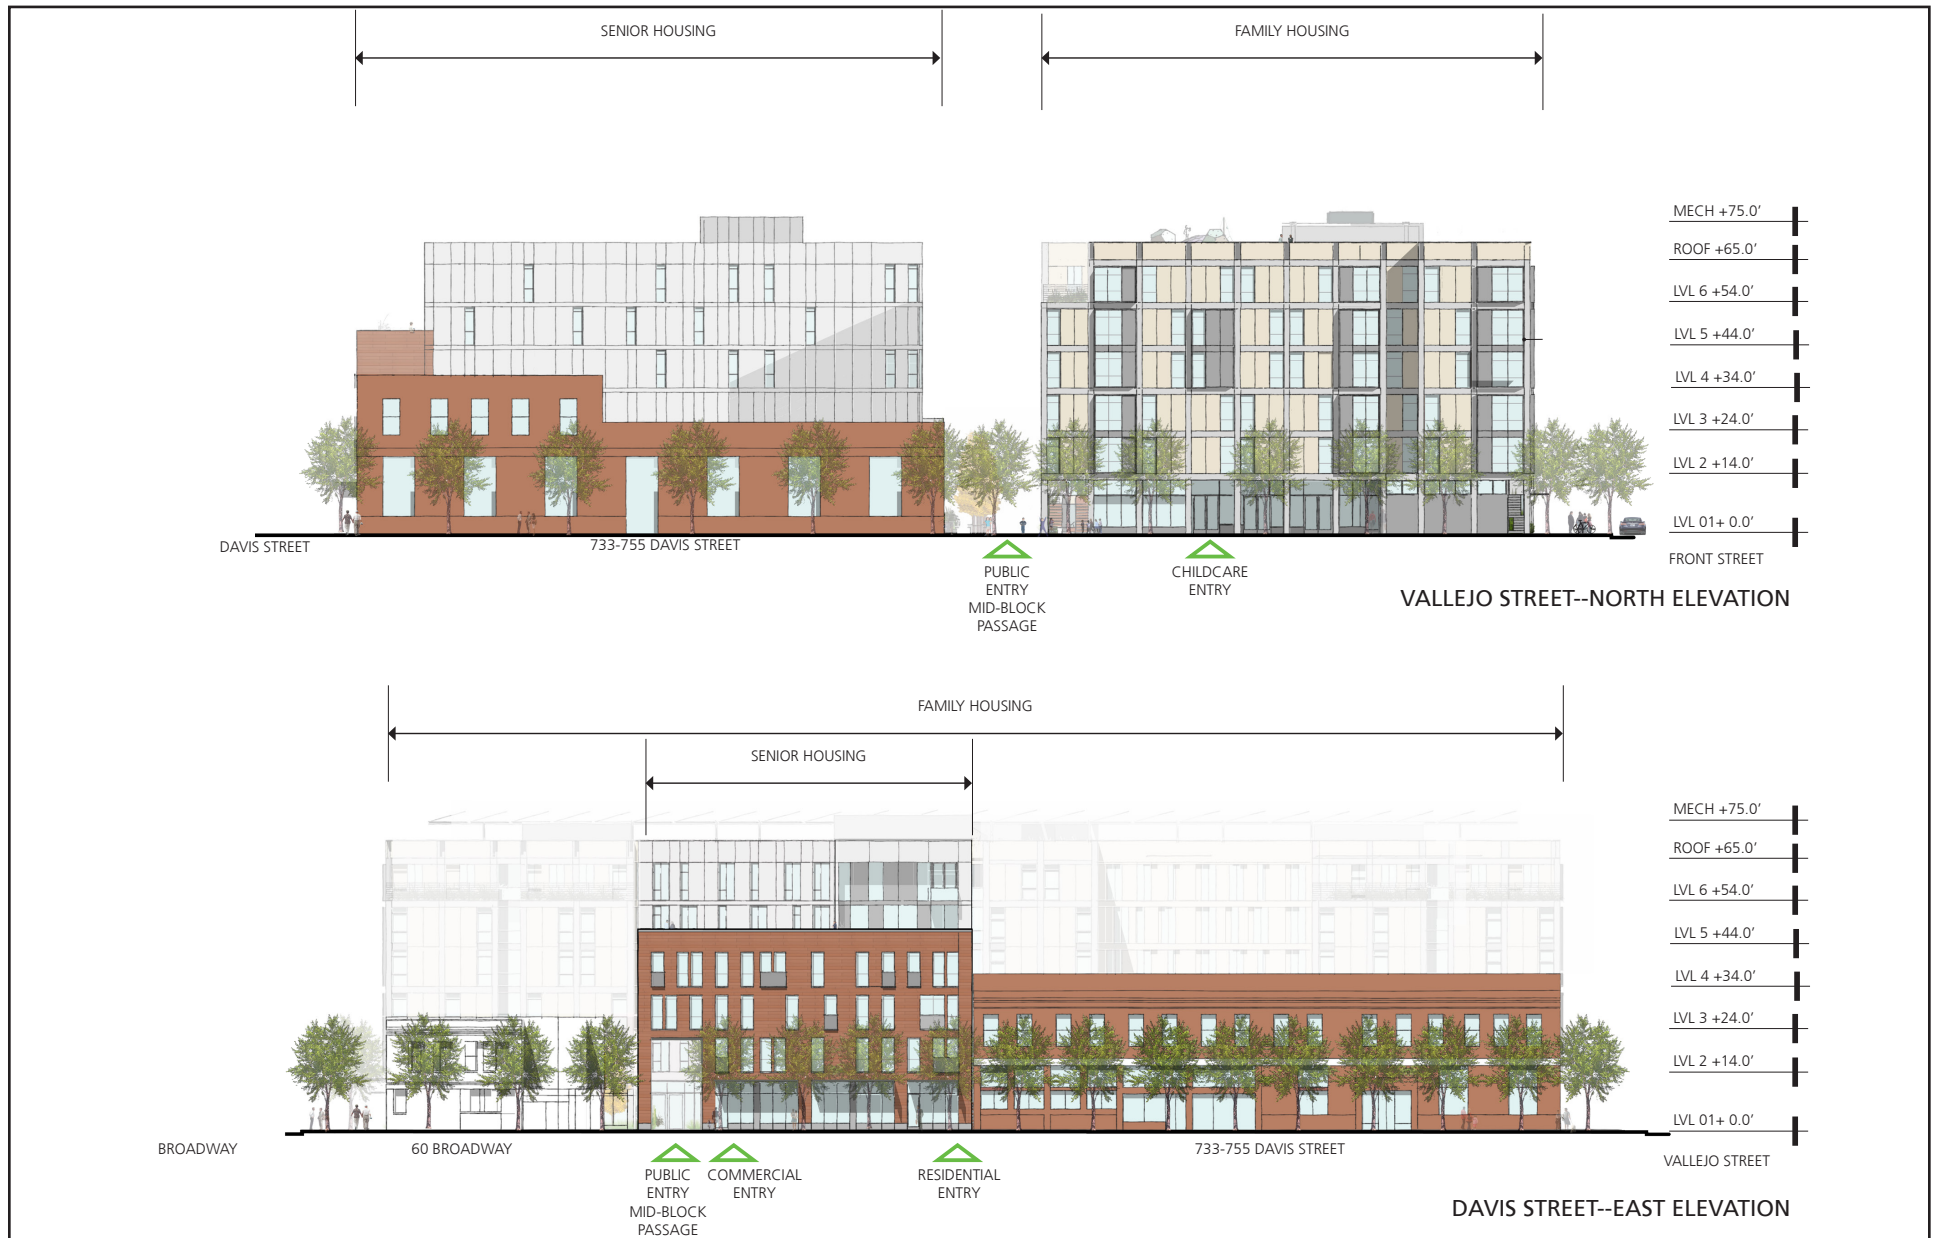 SENIOR HOUSING
FAMILY HOUSING
MECH +75.0'
ROOF +65.0'
LVL 6 +54.0'
LVL 5 +44.0'
LVL 4 +34.0'
LVL 3 +24.0'
LVL 2 +14.0'
LVL 01+ 0.0'
DAVIS STREET
733-755 DAVIS STREET
FRONT STREET
PUBLIC
ENTRY
MID-BLOCK
PASSAGE
CHILDCARE
ENTRY
VALLEJO STREET--NORTH ELEVATION
FAMILY HOUSING
SENIOR HOUSING
MECH +75.0'
ROOF +65.0'
LVL 6 +54.0'
LVL 5 +44.0'
LVL 4 +34.0'
LVL 3 +24.0'
LVL 2 +14.0'
LVL 01+ 0.0'
BROADWAY
60 BROADWAY
733-755 DAVIS STREET
VALLEJO STREET
PUBLIC
ENTRY
MID-BLOCK
PASSAGE
COMMERCIAL
ENTRY
RESIDENTIAL
ENTRY
DAVIS STREET--EAST ELEVATION